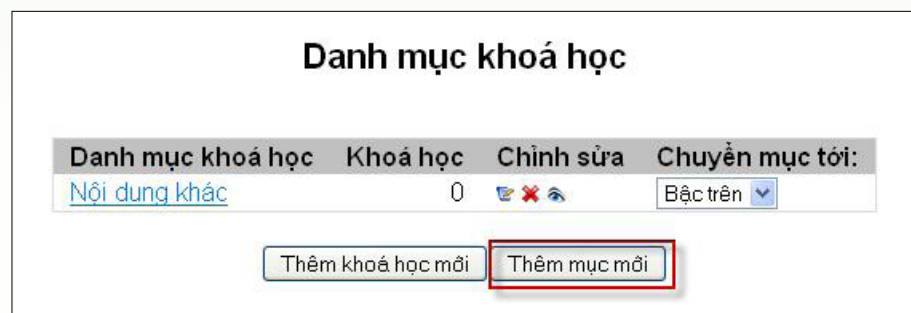 Danh mục khoá học
Danh mục khoá học Khoá học Chỉnh sửa Chuyển mục tới:
Nội dung khác 0 Bậc trên
Thêm khoá học mới Thêm mục mới